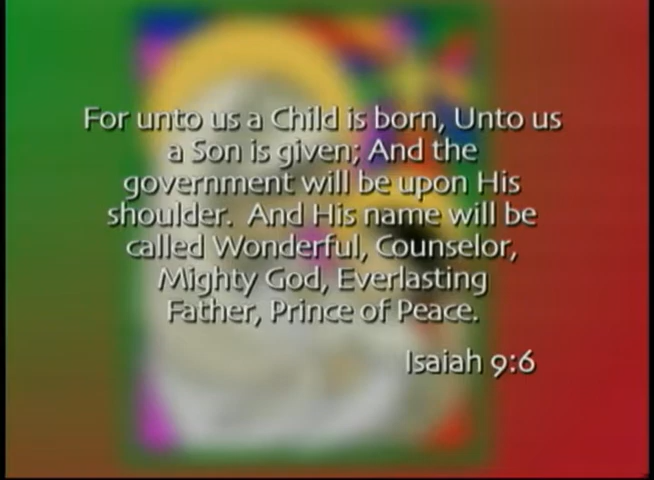 For unto us a Child is born, Unto us
a Son is given; And the
government will be upon His
shoulder.  And His name will be
called Wonderful, Counselor,
Mighty God, Everlasting
Father, Prince of Peace.
Isaiah 9:6